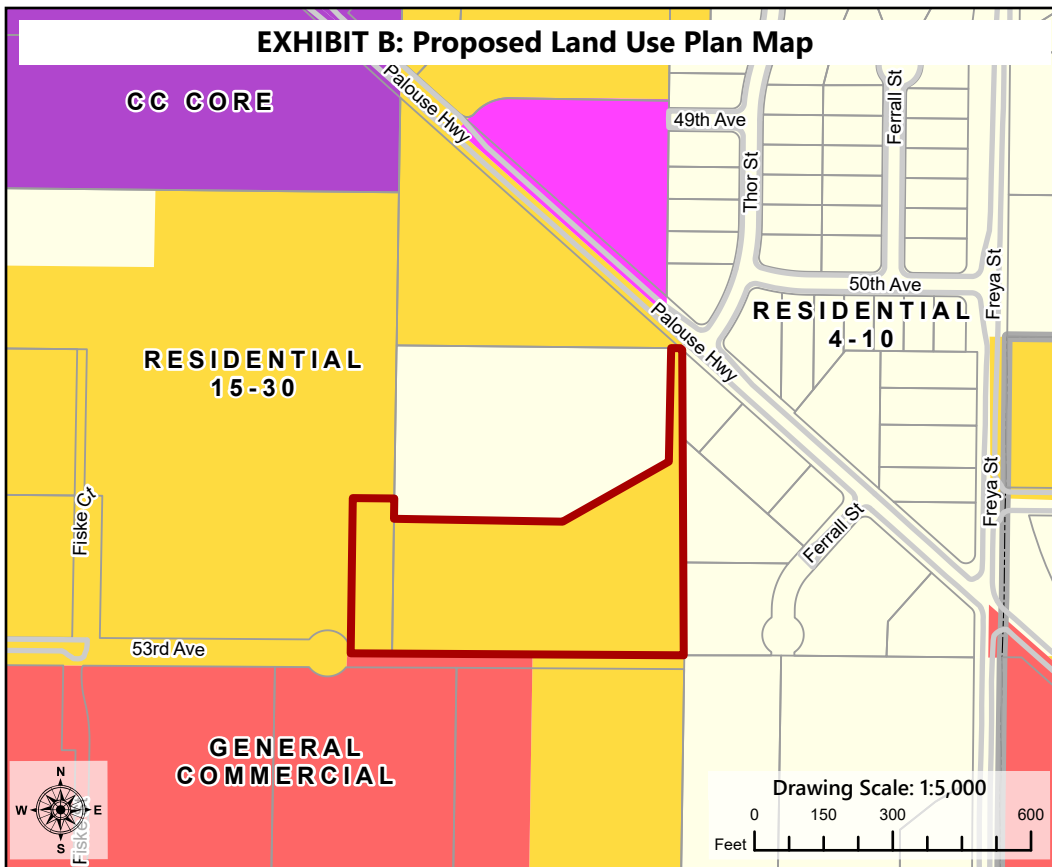 EXHIBIT B: Proposed Land Use Plan Map
CC CORE
Palouse Hwy
49th Ave
Ferrall St
Thor St
50th Ave
Freya St
Palouse Hwy
RESIDENTIAL
4-10
RESIDENTIAL
15-30
Freya St
Fiske Ct
Ferrall St
53rd Ave
GENERAL
COMMERCIAL
N
W
E
S
Drawing Scale: 1:5,000
0 150 300 600
Feet